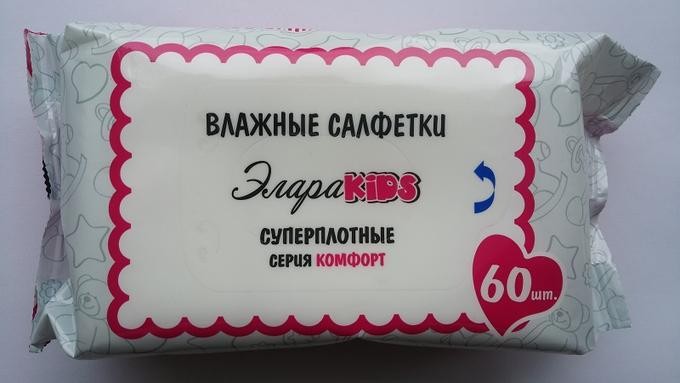 ВЛАЖНЫЕ САЛФЕТКИ
ЭлараKIDS
СУПЕРПЛОТНЫЕ
СЕРИЯ КОМФОРТ
60 шт.